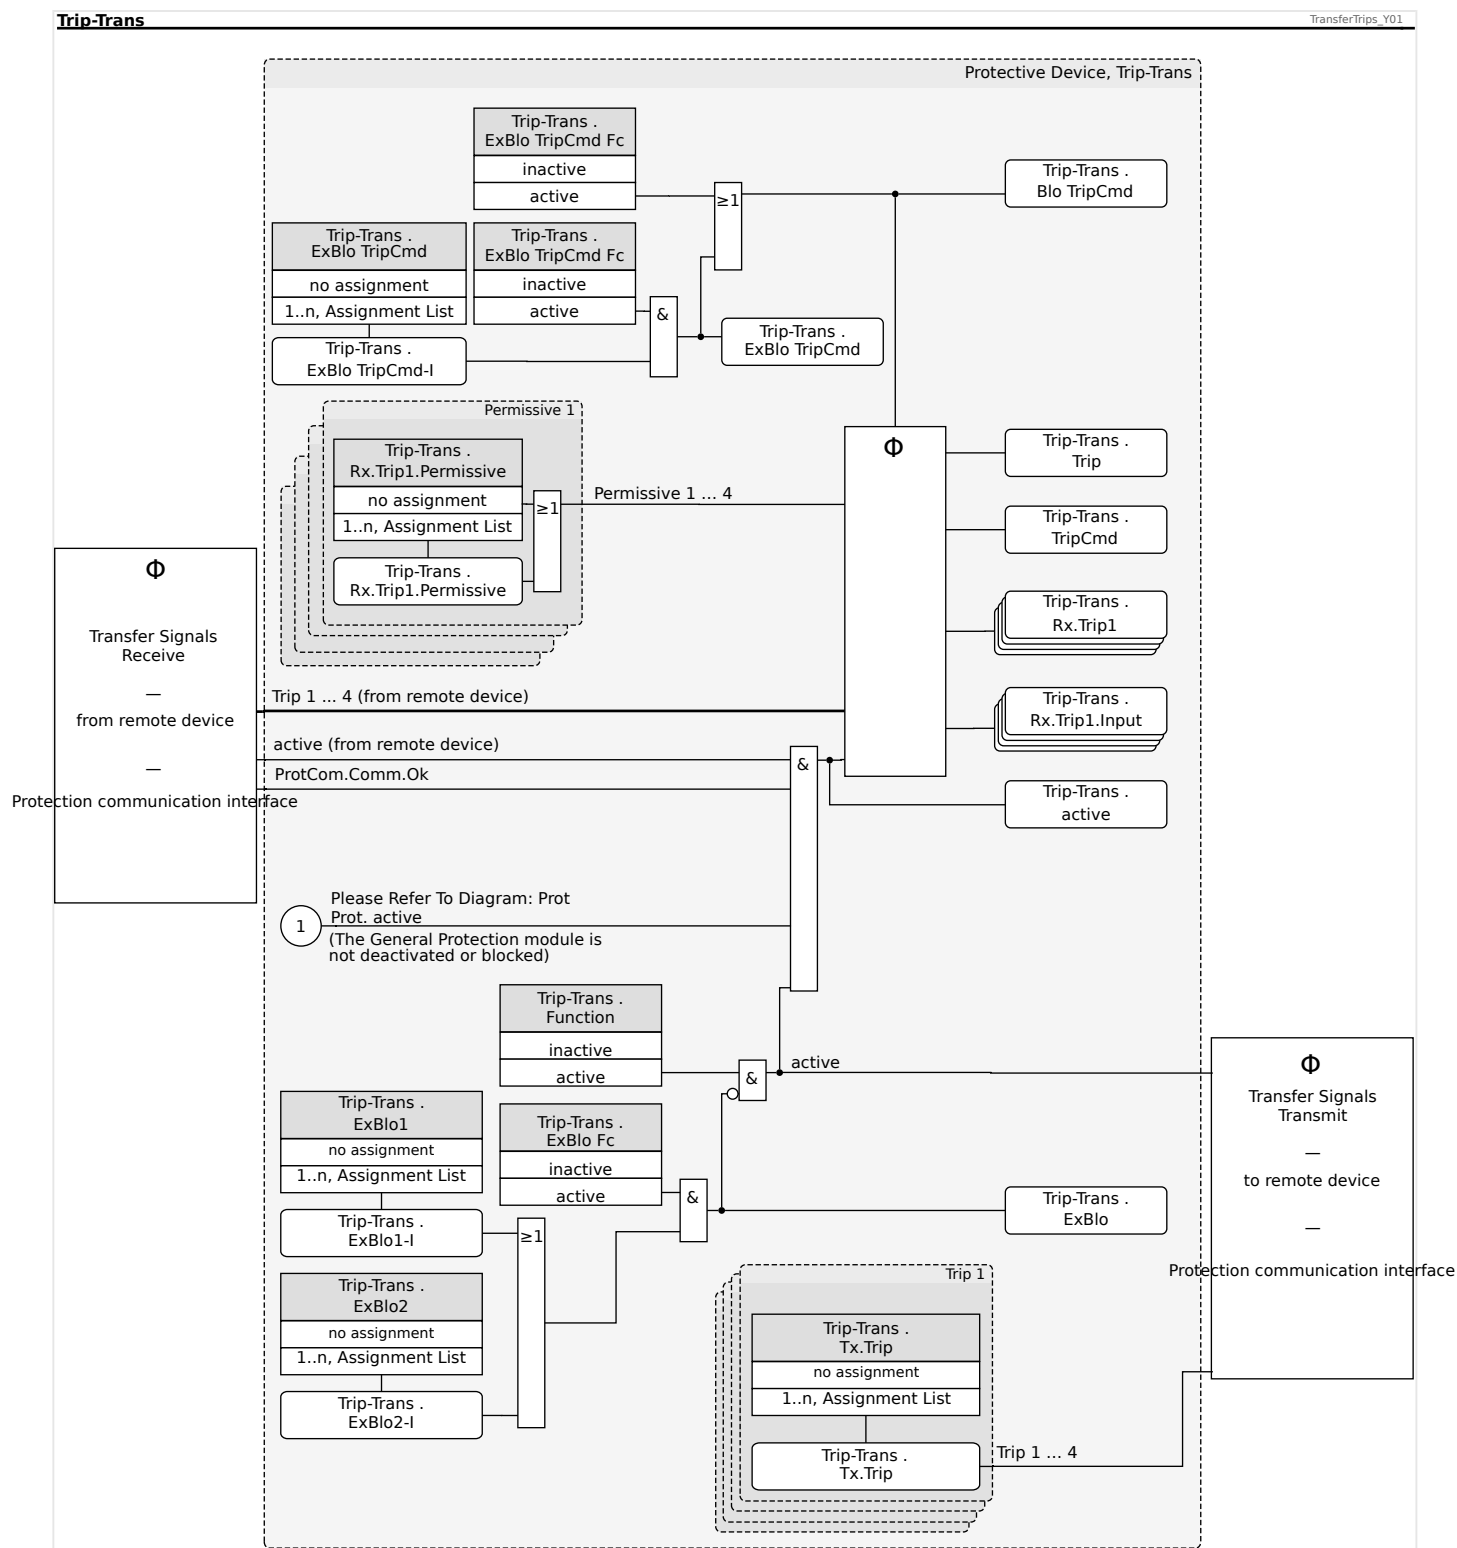 Trip-Trans
TransferTrips_Y01
Protective Device, Trip-Trans
Trip-Trans .
ExBlo TripCmd Fc
inactive
active
≥1
Trip-Trans .
Blo TripCmd
Trip-Trans .
ExBlo TripCmd
no assignment
1..n, Assignment List
Trip-Trans .
ExBlo TripCmd-I
Trip-Trans .
ExBlo TripCmd Fc
inactive
active
&
Trip-Trans .
ExBlo TripCmd
Permissive 1
Trip-Trans .
Rx.Trip1.Permissive
no assignment
1..n, Assignment List
Trip-Trans .
Rx.Trip1.Permissive
≥1
Permissive 1 ... 4
Φ
Trip-Trans .
Trip
Trip-Trans .
TripCmd
Trip-Trans .
Rx.Trip1
Trip-Trans .
Rx.Trip1.Input
Trip-Trans .
active
Φ
Transfer Signals
Receive
—
from remote device
—
Protection communication interface
Trip 1 ... 4 (from remote device)
active (from remote device)
ProtCom.Comm.Ok
&
1
Please Refer To Diagram: Prot
Prot. active
(The General Protection module is
not deactivated or blocked)
Trip-Trans .
Function
inactive
active
&
active
Trip-Trans .
ExBlo1
no assignment
1..n, Assignment List
Trip-Trans .
ExBlo1-I
Trip-Trans .
ExBlo Fc
inactive
active
&
≥1
Trip-Trans .
ExBlo
Trip-Trans .
ExBlo2
no assignment
1..n, Assignment List
Trip-Trans .
ExBlo2-I
Φ
Transfer Signals
Transmit
—
to remote device
—
Protection communication interface
Trip 1
Trip-Trans .
Tx.Trip
no assignment
1..n, Assignment List
Trip-Trans .
Tx.Trip
Trip 1 ... 4